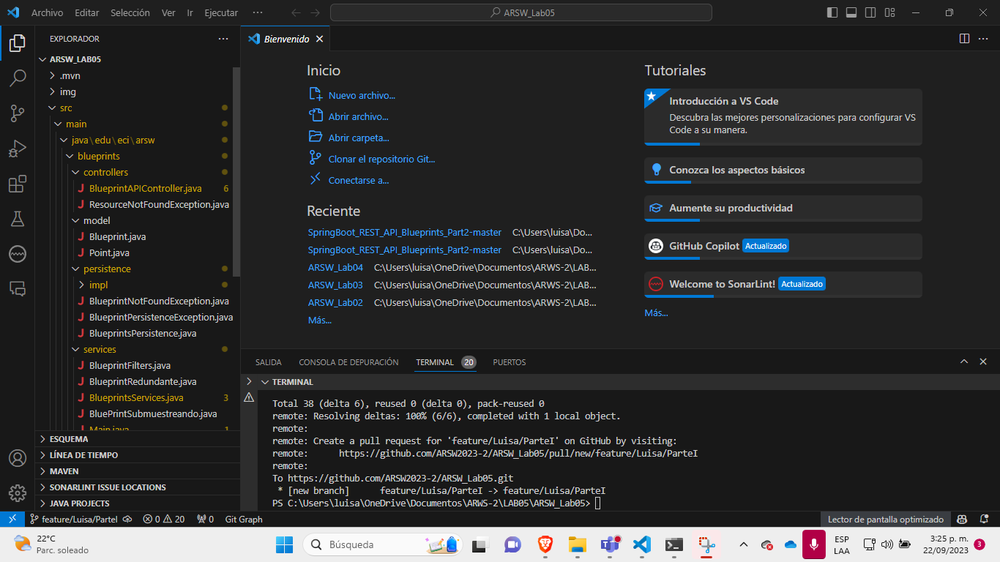 Archivo Editar Selección Ver Ir Ejecutar ···
ARSW_Lab05
EXPLORADOR
ARSW_LAB05
.mvn
img
src
main
java\edu\eci\arsw
blueprints
controllers
BlueprintAPIController.java 6
ResourceNotFoundException.java
model
Blueprint.java
Point.java
persistence
impl
BlueprintNotFoundException.java
BlueprintPersistenceException.java
BlueprintsPersistence.java
services
BlueprintFilters.java
BlueprintRedundante.java
BlueprintsServices.java 3
BluePrintSubmuestreando.java
Main.java 1
ESQUEMA
LÍNEA DE TIEMPO
MAVEN
SONARLINT ISSUE LOCATIONS
JAVA PROJECTS
Bienvenido
Inicio
Nuevo archivo...
Abrir archivo...
Abrir carpeta...
Clonar el repositorio Git...
Conectarse a...
Reciente
SpringBoot_REST_API_Blueprints_Part2-master C:\Users\luisa\Do...
SpringBoot_REST_API_Blueprints_Part2-master C:\Users\luisa\Do...
ARSW_Lab04 C:\Users\luisa\OneDrive\Documentos\ARWS-2\LAB...
ARSW_Lab03 C:\Users\luisa\OneDrive\Documentos\ARWS-2\LAB...
ARSW_Lab02 C:\Users\luisa\OneDrive\Documentos\ARWS-2\LAB...
Más...
Tutoriales
Introducción a VS Code
Descubra las mejores personalizaciones para configurar VS
Code a su manera.
Conozca los aspectos básicos
Aumente su productividad
GitHub Copilot Actualizado
Welcome to SonarLint! Actualizado
Más...
SALIDA CONSOLA DE DEPURACIÓN TERMINAL 20 PUERTOS
TERMINAL
Total 38 (delta 6), reused 0 (delta 0), pack-reused 0
remote: Resolving deltas: 100% (6/6), completed with 1 local object.
remote:
remote: Create a pull request for 'feature/Luisa/ParteI' on GitHub by visiting:
remote: https://github.com/ARSW2023-2/ARSW_Lab05/pull/new/feature/Luisa/ParteI
remote:
To https://github.com/ARSW2023-2/ARSW_Lab05.git
* [new branch] feature/Luisa/ParteI -> feature/Luisa/ParteI
PS C:\Users\luisa\OneDrive\Documentos\ARWS-2\LAB05\ARSW_Lab05>
feature/Luisa/ParteI 0 20 0 Git Graph Lector de pantalla optimizado
22°C
Parc. soleado
Búsqueda
ESP
LAA
3:25 p. m.
22/09/2023
3